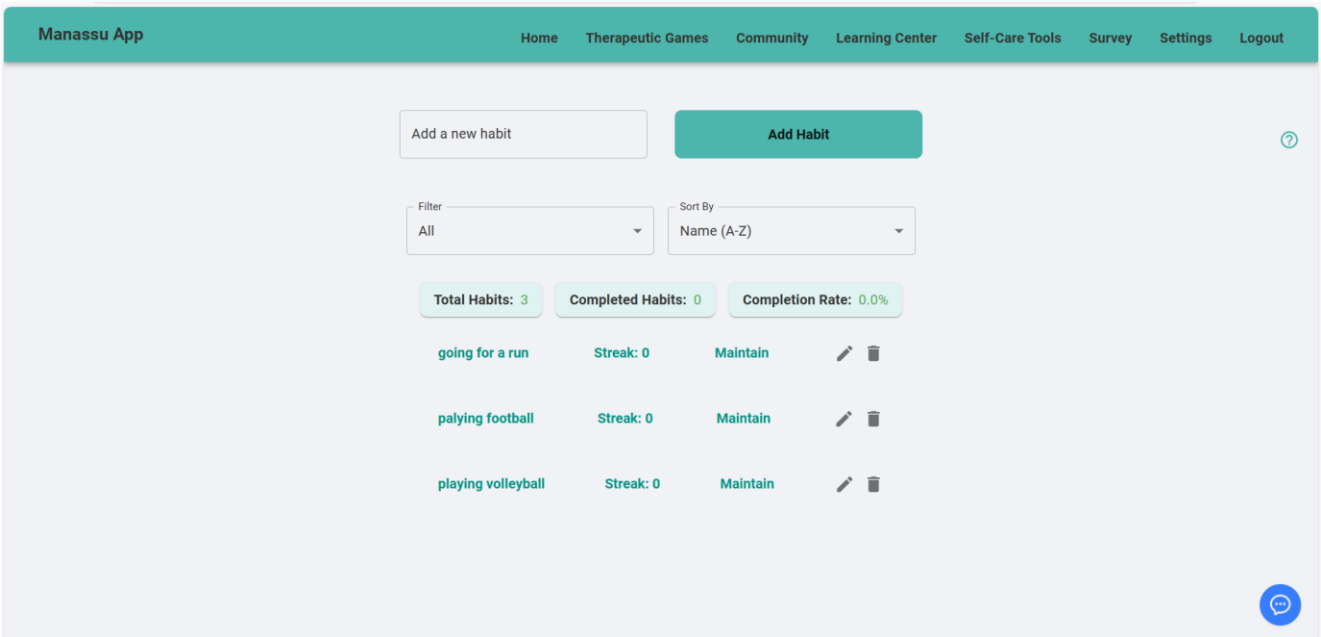 Manassu App
Home Therapeutic Games Community Learning Center Self-Care Tools Survey Settings Logout
Add a new habit
Add Habit
Filter
All
Sort By
Name (A-Z)
Total Habits: 3 Completed Habits: 0 Completion Rate: 0.0%
going for a run Streak: 0 Maintain
palying football Streak: 0 Maintain
playing volleyball Streak: 0 Maintain